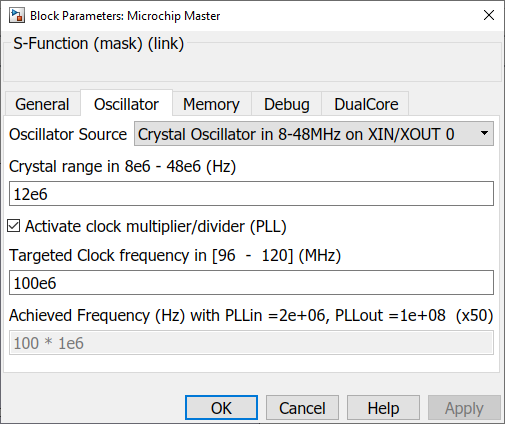 Block Parameters: Microchip Master
S-Function (mask) (link)
General Oscillator Memory Debug DualCore
Oscillator Source Crystal Oscillator in 8-48MHz on XIN/XOUT 0
Crystal range in 8e6 - 48e6 (Hz)
12e6
Activate clock multiplier/divider (PLL)
Targeted Clock frequency in [96 - 120] (MHz)
100e6
Achieved Frequency (Hz) with PLLin =2e+06, PLLout =1e+08 (x50)
100 * 1e6
OK Cancel Help Apply